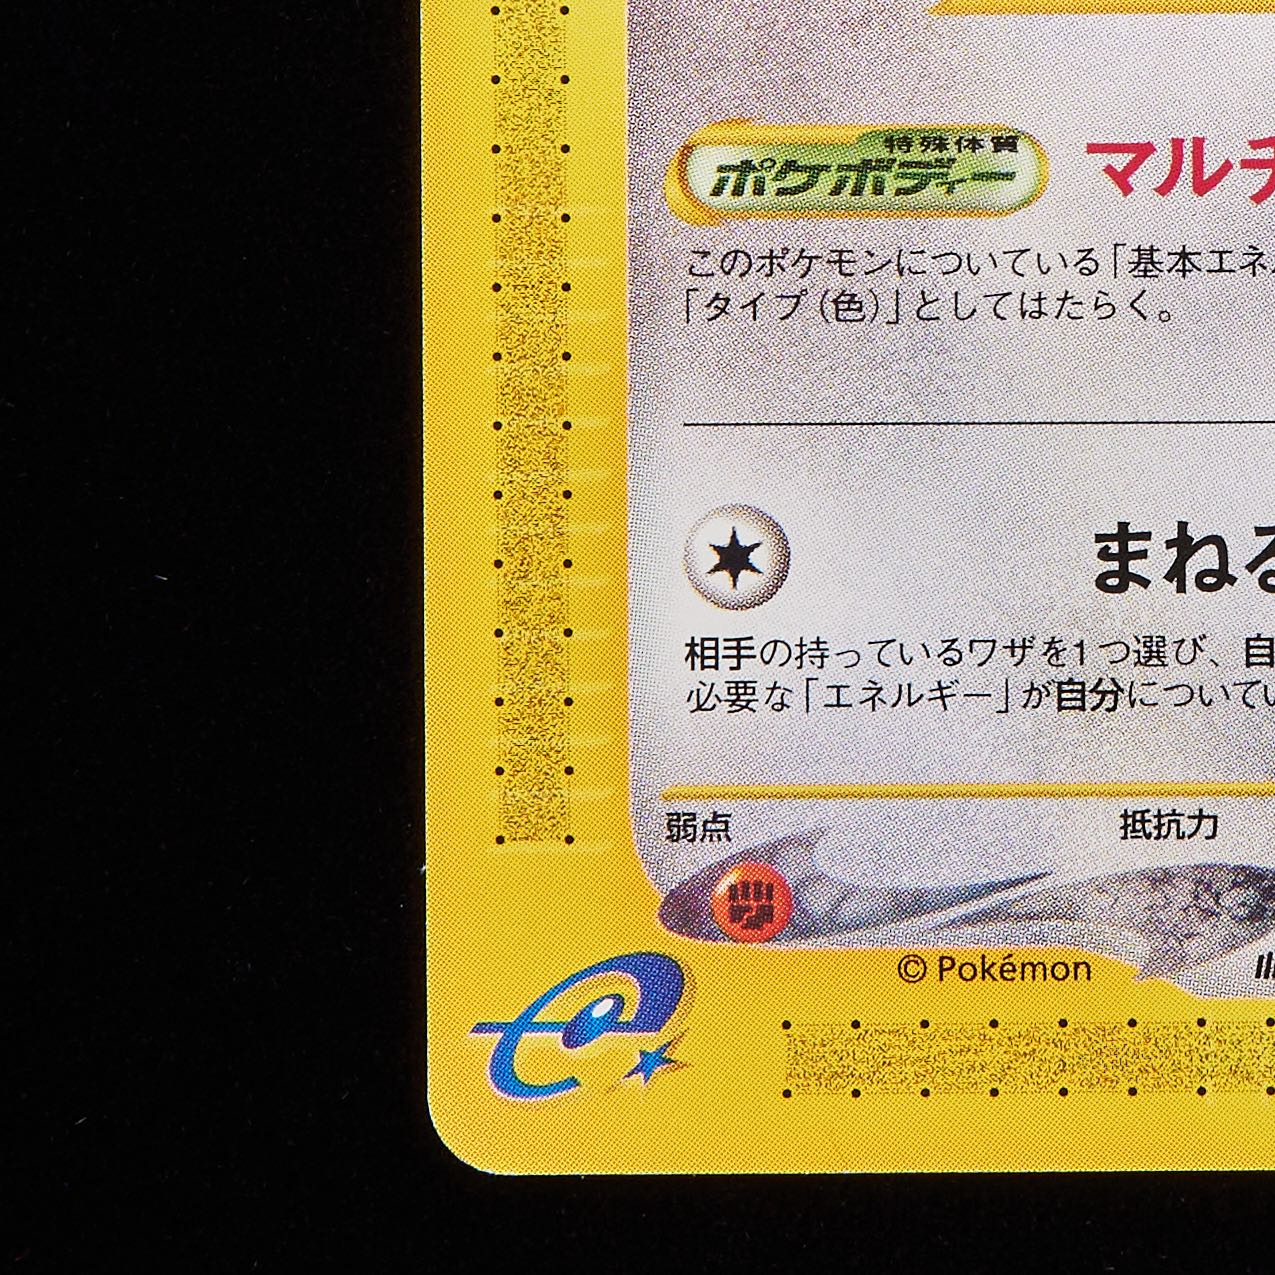 特殊体質
ポケボディー マルチ
このポケモンについている「基本エネ
「タイプ(色)」としてはたらく。
まねる
相手の持っているワザを1つ選び、自
必要な「エネルギー」が自分についてい
弱点 抵抗力
© Pokémon Ill